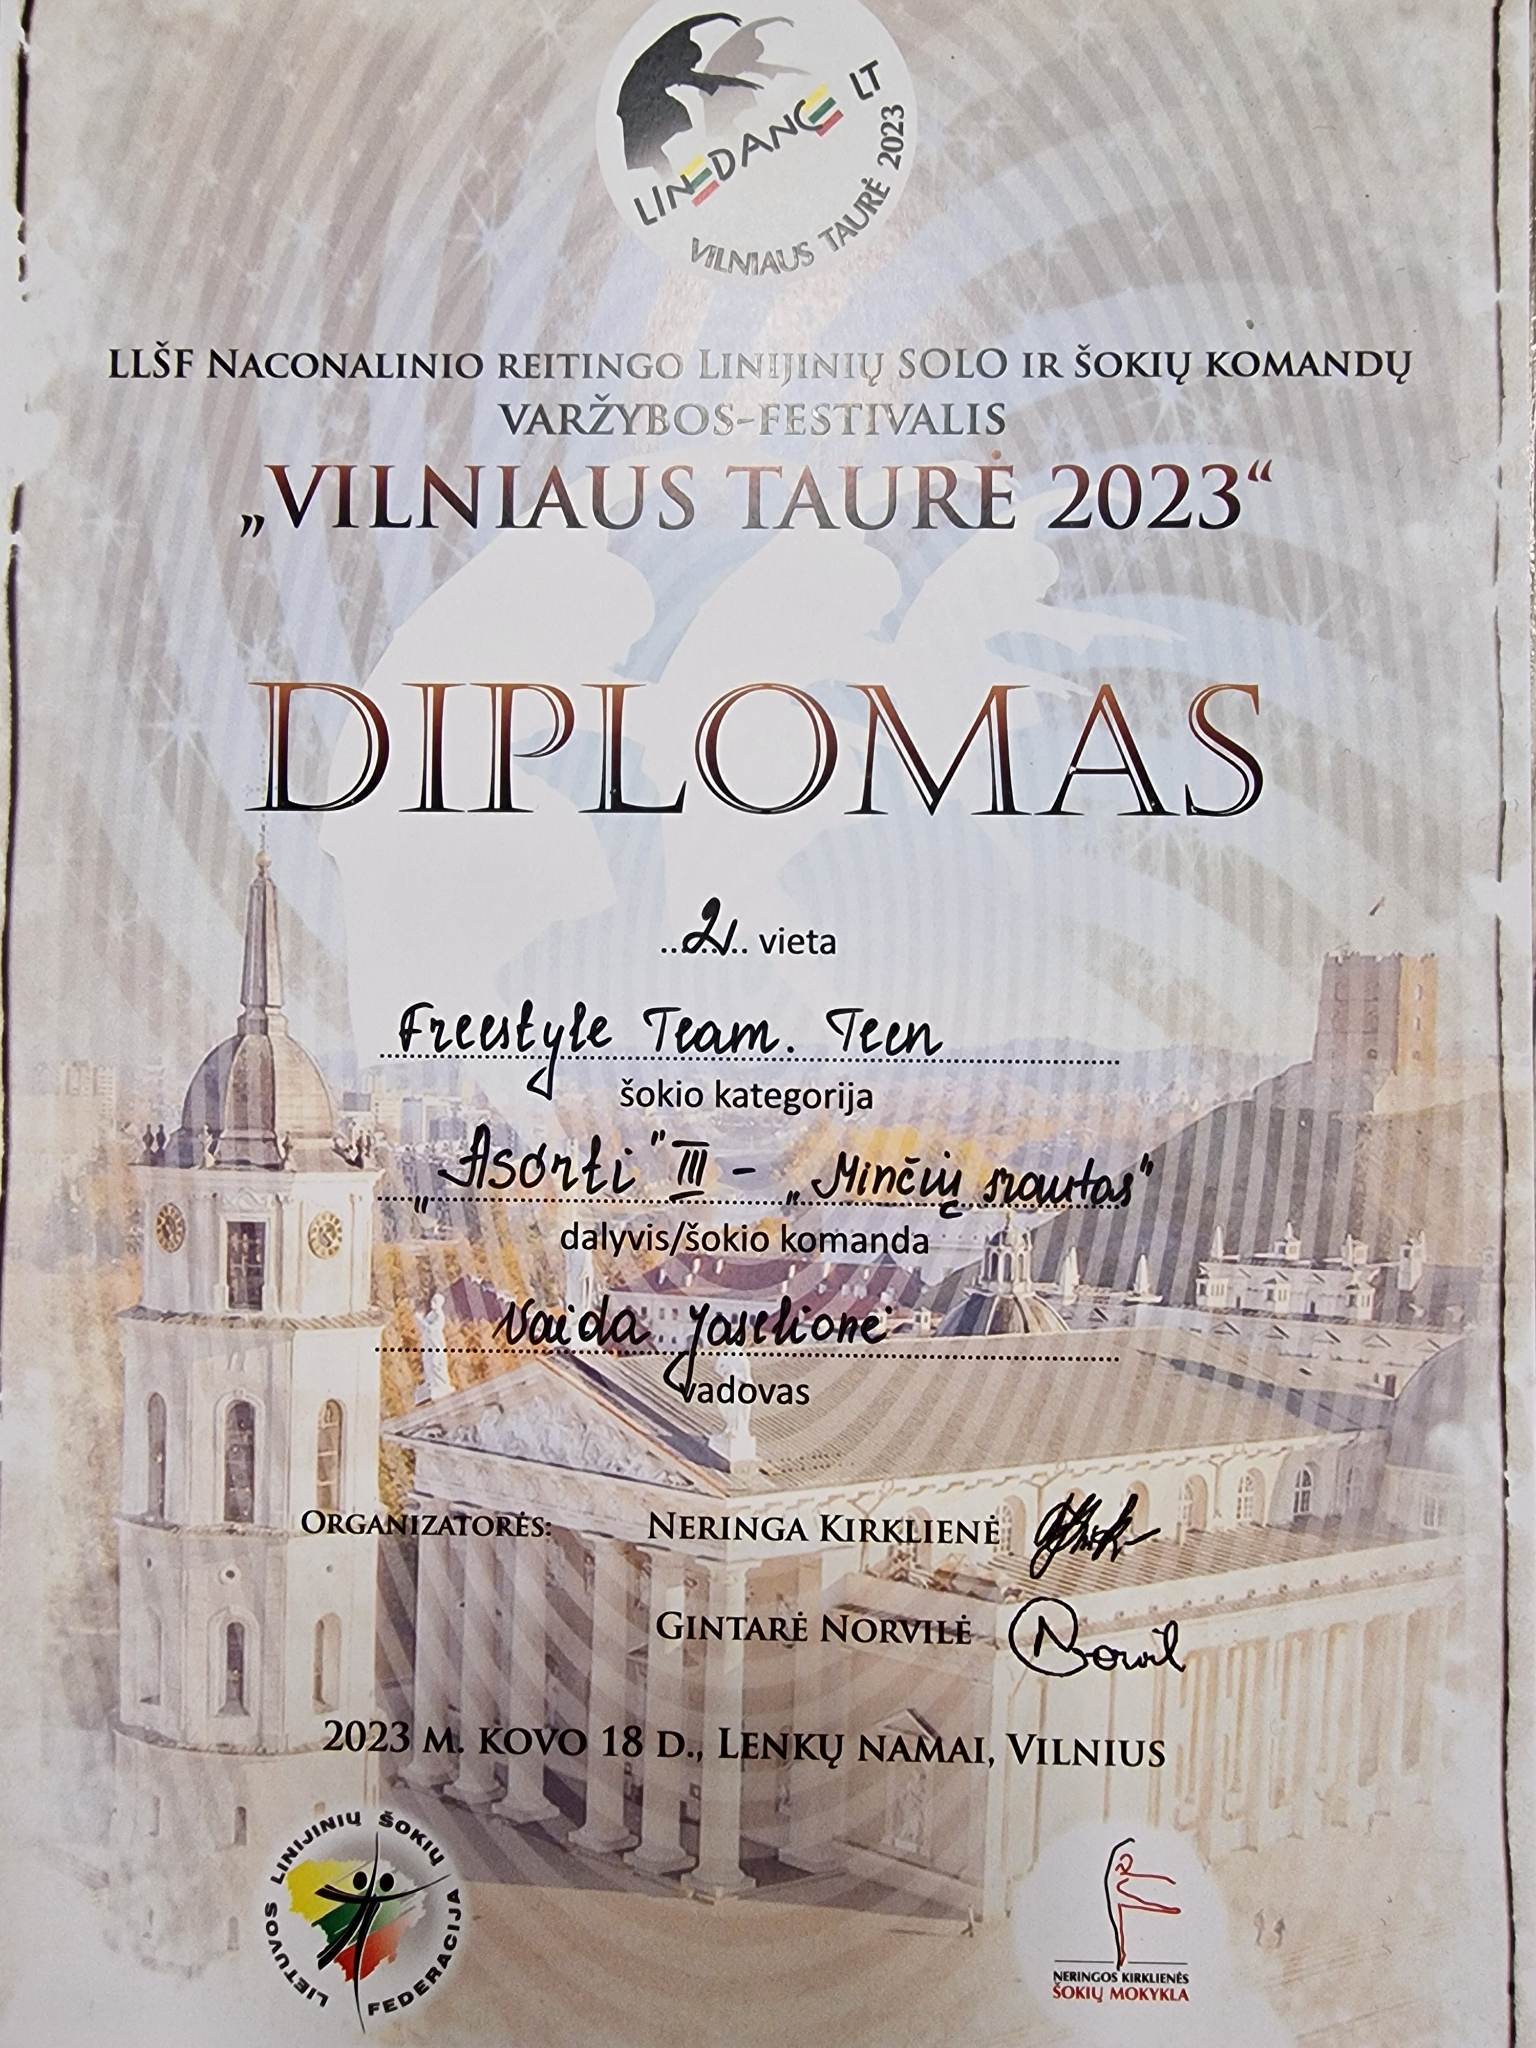 LINEDANCE LT
VILNIAUS TAURĖ 2023
LLŠF NACONALINIO REITINGO LINIJINIŲ SOLO IR ŠOKIŲ KOMANDŲ
VARŽYBOS-FESTIVALIS
„VILNIAUS TAURĖ 2023“
DIPLOMAS
..2.. vieta
Freestyle Team. Teen
šokio kategorija
„Asorti" III - „Minčių srautas"
dalyvis/šokio komanda
Vaida Jaselionė
vadovas
ORGANIZATORĖS: NERINGA KIRKLIENĖ
GINTARĖ NORVILĖ
2023 M. KOVO 18 D., LENKŲ NAMAI, VILNIUS
LIETUVOS LINIJINIŲ ŠOKIŲ FEDERACIJA
NERINGOS KIRKLIENĖS
ŠOKIŲ MOKYKLA